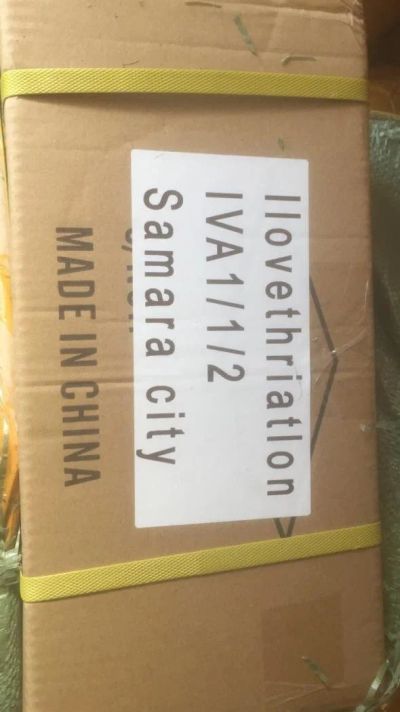 Ilovethriatlon
IVA1/1/2
Samara city
MADE IN CHINA